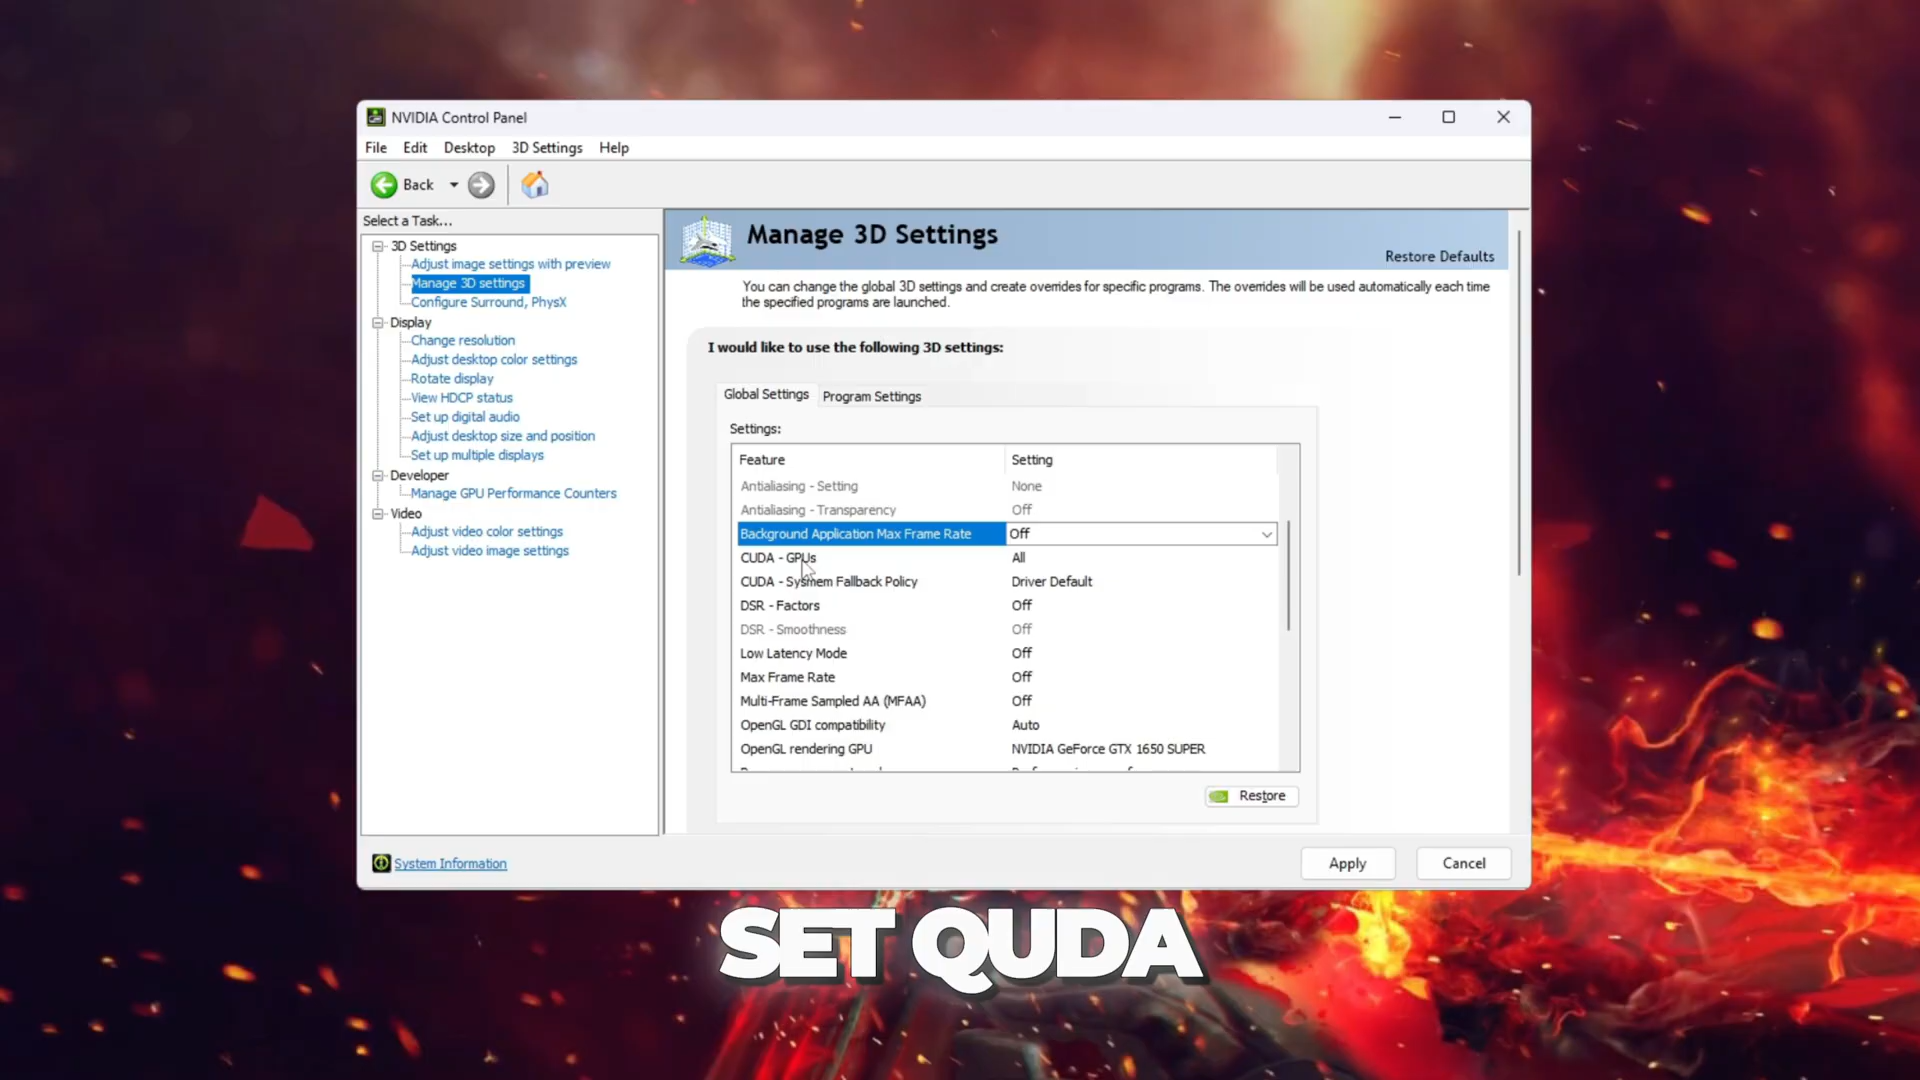 NVIDIA Control Panel
File Edit Desktop 3D Settings Help
Back
Select a Task...
3D Settings
Adjust image settings with preview
Manage 3D settings
Configure Surround, PhysX
Display
Change resolution
Adjust desktop color settings
Rotate display
View HDCP status
Set up digital audio
Adjust desktop size and position
Set up multiple displays
Developer
Manage GPU Performance Counters
Video
Adjust video color settings
Adjust video image settings
System Information
Manage 3D Settings
Restore Defaults
You can change the global 3D settings and create overrides for specific programs. The overrides will be used automatically each time
the specified programs are launched.
I would like to use the following 3D settings:
Global Settings Program Settings
Settings:
Feature Setting
Antialiasing - Setting None
Antialiasing - Transparency Off
Background Application Max Frame Rate Off
CUDA - GPUs All
CUDA - Sysmem Fallback Policy Driver Default
DSR - Factors Off
DSR - Smoothness Off
Low Latency Mode Off
Max Frame Rate Off
Multi-Frame Sampled AA (MFAA) Off
OpenGL GDI compatibility Auto
OpenGL rendering GPU NVIDIA GeForce GTX 1650 SUPER
Restore
Apply Cancel
SET QUDA